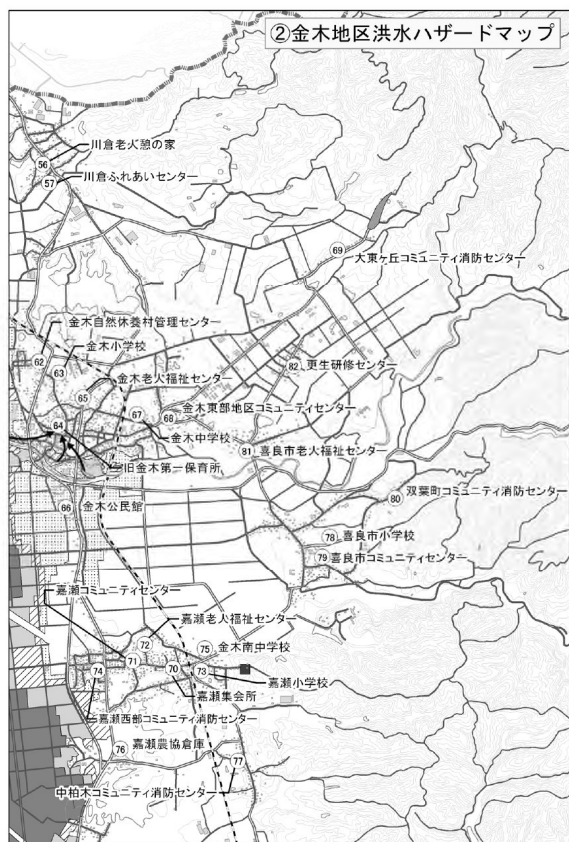 ②金木地区洪水ハザードマップ
川倉老人憩の家
56
57
川倉ふれあいセンター
69
大東ヶ丘コミュニティ消防センター
金木自然休養村管理センター
62
金木小学校
63
82
更生研修センター
金木老人福祉センター
65
67
68
金木東部地区コミュニティセンター
64
金木中学校
81
喜良市老人福祉センター
旧金木第一保育所
80
双葉町コミュニティ消防センター
66
金木公民館
78
喜良市小学校
79
喜良市コミュニティセンター
嘉瀬コミュニティセンター
嘉瀬老人福祉センター
72
75
金木南中学校
71
70
73
74
嘉瀬小学校
嘉瀬集会所
嘉瀬西部コミュニティ消防センター
76
嘉瀬農協倉庫
77
中柏木コミュニティ消防センター